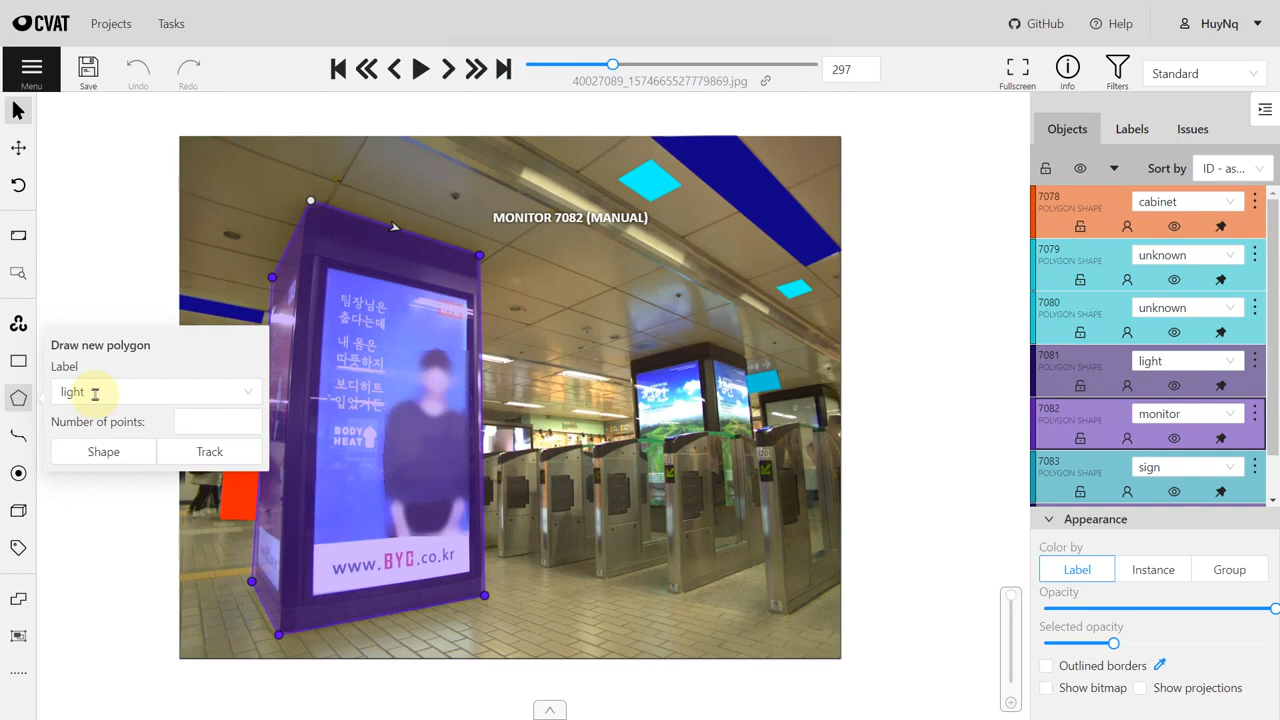 CVAT
Projects
Tasks
GitHub
Help
HuyNq
Menu
Save
Undo
Redo
40027089_1574665527779869.jpg
297
Fullscreen
Info
Filters
Standard
Objects
Labels
Issues
Sort by
ID - as...
7078
POLYGON SHAPE
cabinet
7079
POLYGON SHAPE
unknown
7080
POLYGON SHAPE
unknown
7081
POLYGON SHAPE
light
7082
POLYGON SHAPE
monitor
7083
POLYGON SHAPE
sign
Appearance
Color by
Label
Instance
Group
Opacity
Selected opacity
Outlined borders
Show bitmap
Show projections
Draw new polygon
Label
light
Number of points:
Shape
Track
MONITOR 7082 (MANUAL)
팀장님은
춥다는데
내 몸은
따뜻하지
보디히트
입었거든
BODY
HEAT
www.BYC.co.kr